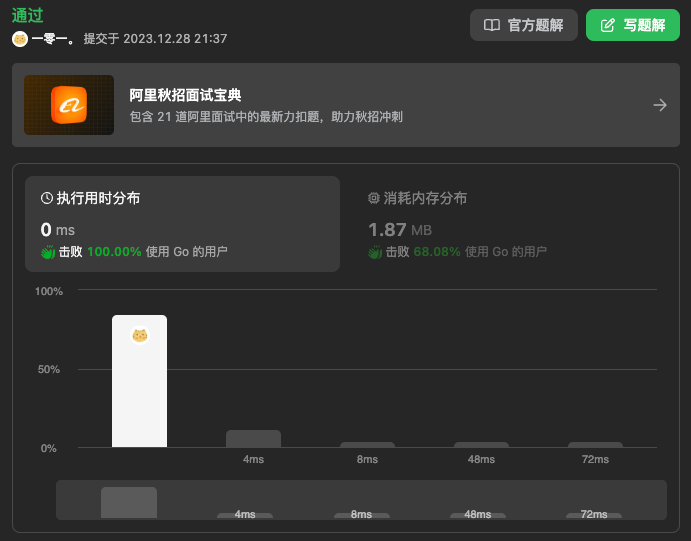 通过
官方题解
写题解
一零一。 提交于 2023.12.28 21:37
阿里秋招面试宝典
包含 21 道阿里面试中的最新力扣题，助力秋招冲刺
执行用时分布
0 ms
击败 100.00% 使用 Go 的用户
消耗内存分布
1.87 MB
击败 68.08% 使用 Go 的用户
100%
50%
0%
4ms 8ms 48ms 72ms
4ms 8ms 48ms 72ms